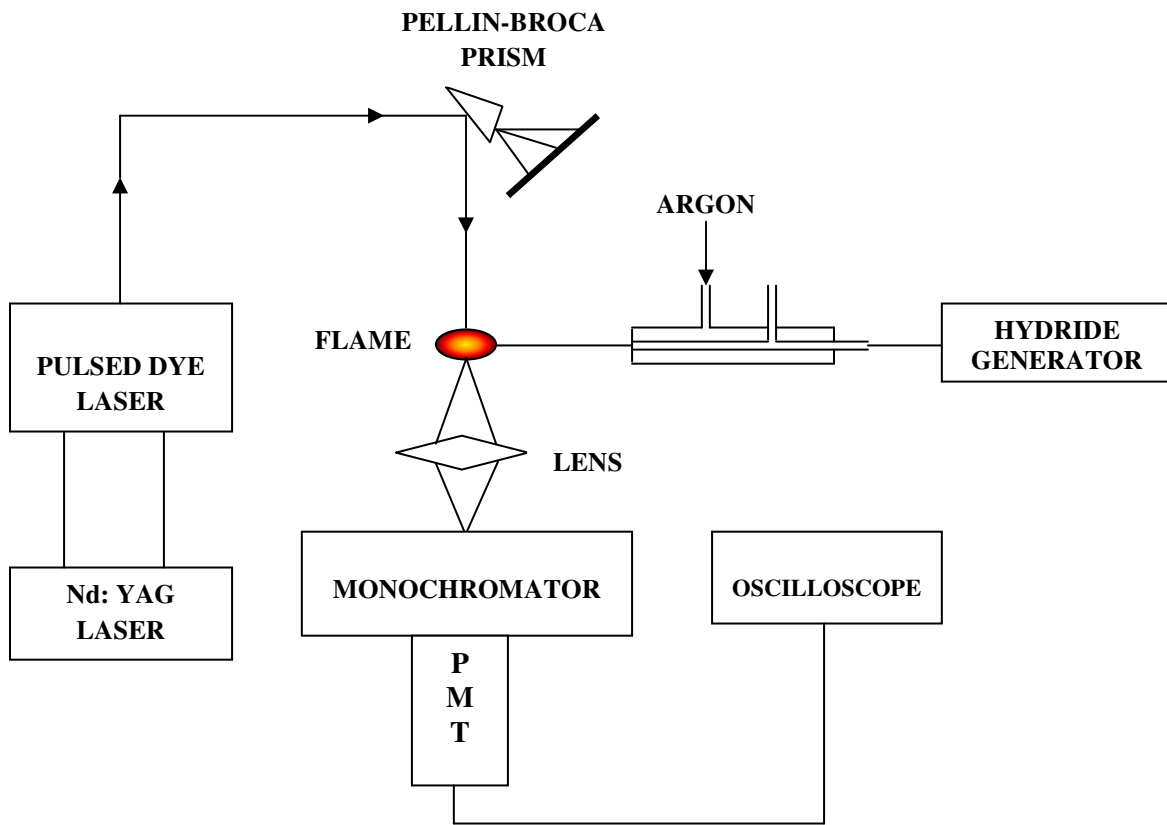 PELLIN-BROCA
PRISM
ARGON
FLAME
HYDRIDE
GENERATOR
PULSED DYE
LASER
LENS
Nd: YAG
LASER
MONOCHROMATOR
OSCILLOSCOPE
P
M
T